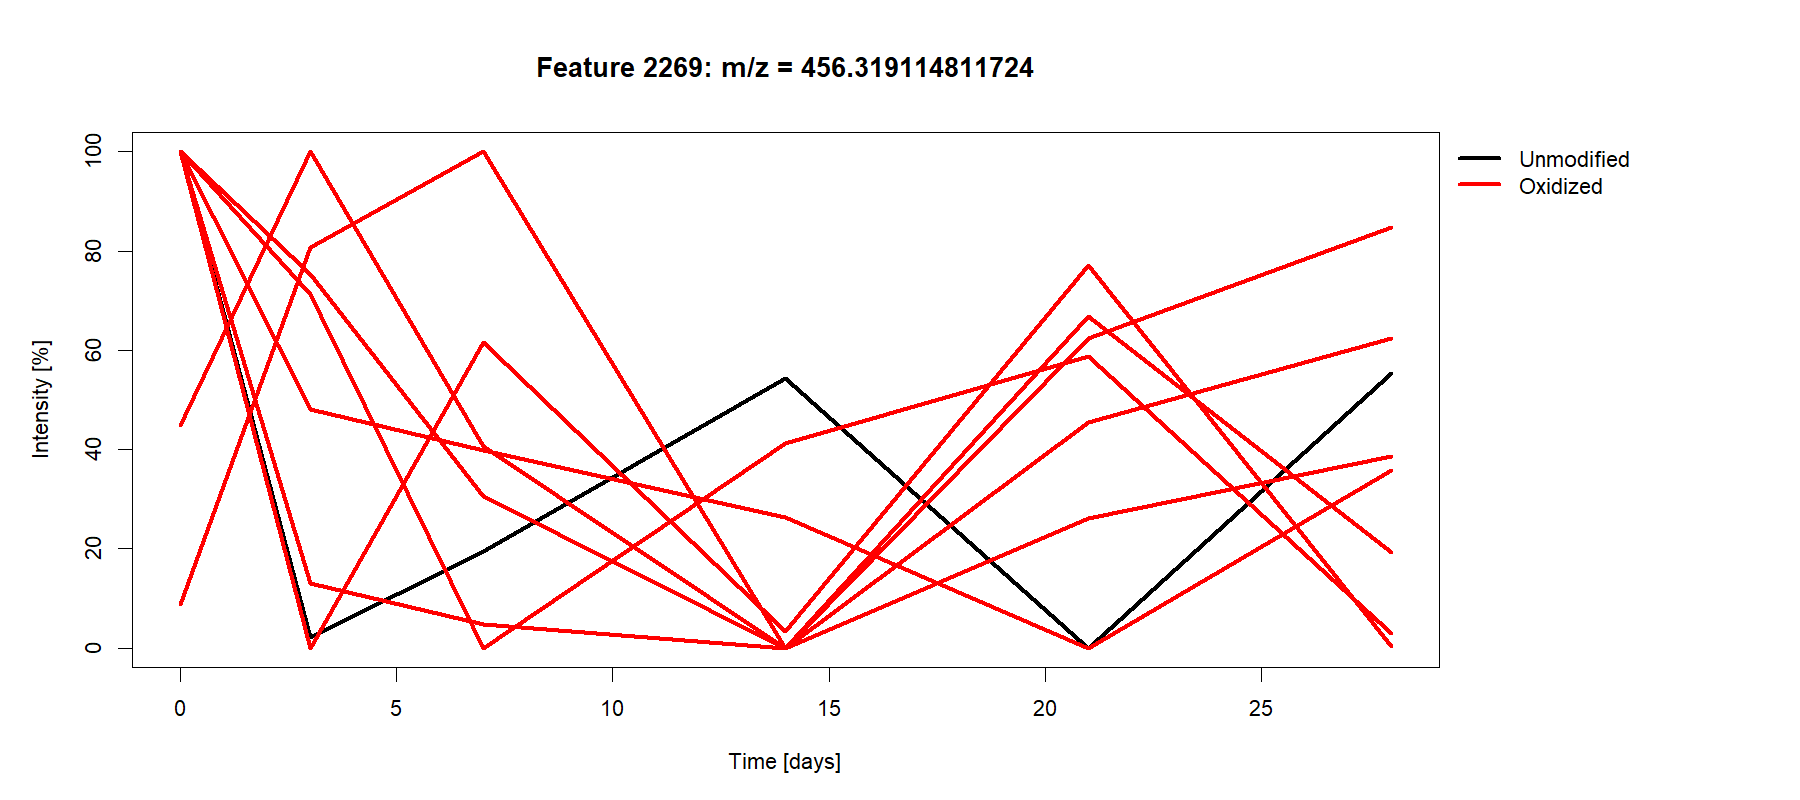 Feature 2269: m/z = 456.319114811724
Unmodified
Oxidized
Intensity [%]
100
80
60
40
20
0
0 5 10 15 20 25
Time [days]